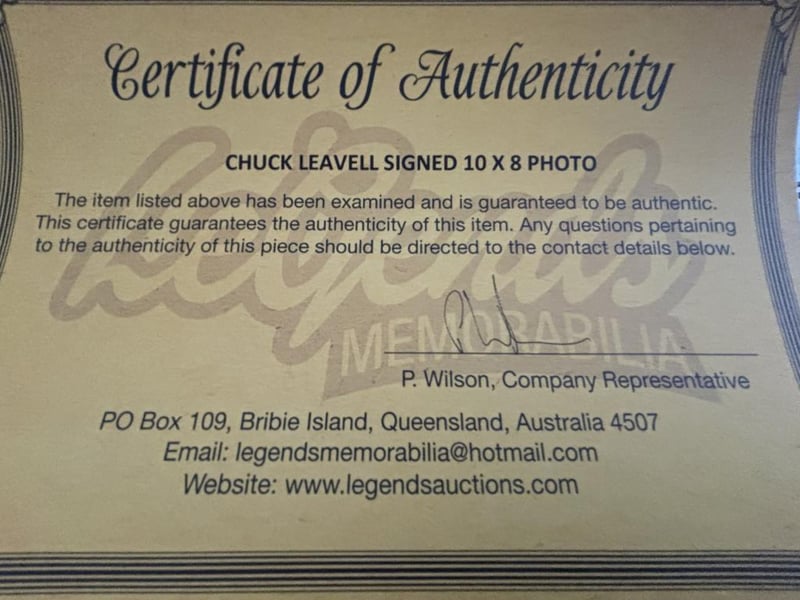 Certificate of Authenticity
CHUCK LEAVELL SIGNED 10 X 8 PHOTO
The item listed above has been examined and is guaranteed to be authentic.
This certificate guarantees the authenticity of this item. Any questions pertaining
to the authenticity of this piece should be directed to the contact details below.
Legends
MEMORABILIA
P. Wilson, Company Representative
PO Box 109, Bribie Island, Queensland, Australia 4507
Email: legendsmemorabilia@hotmail.com
Website: www.legendsauctions.com